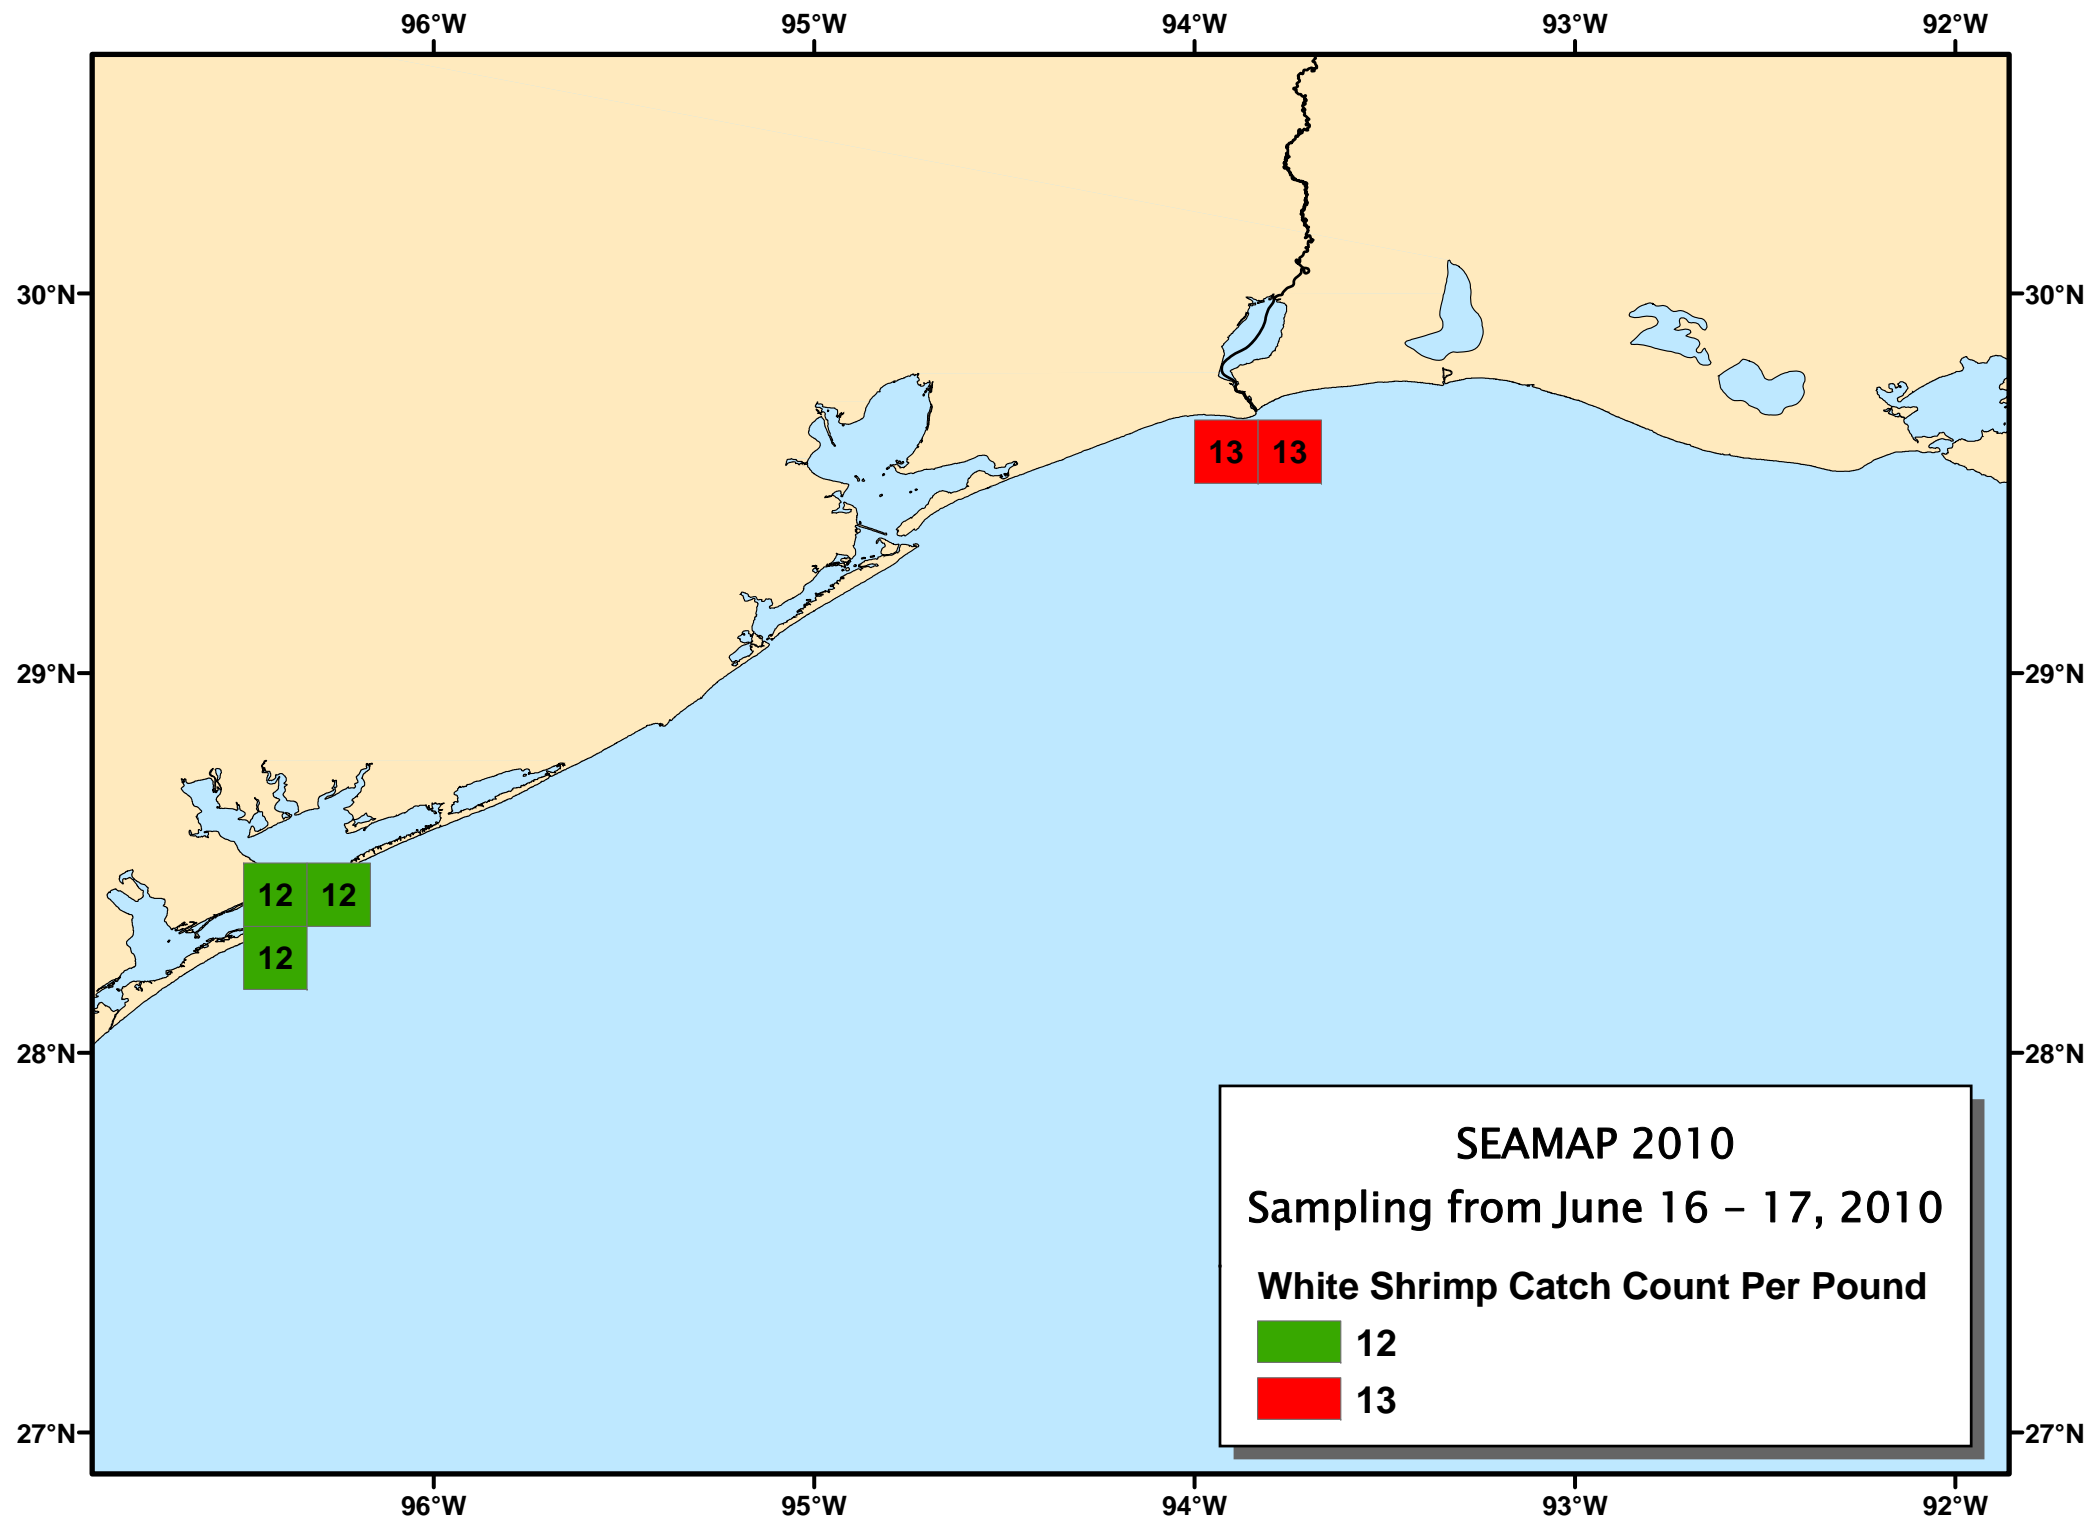 96°W 95°W 94°W 93°W 92°W
30°N 30°N
13 13
29°N 29°N
12 12
12
28°N 28°N
SEAMAP 2010
Sampling from June 16 – 17, 2010
White Shrimp Catch Count Per Pound
12
13
27°N 27°N
96°W 95°W 94°W 93°W 92°W